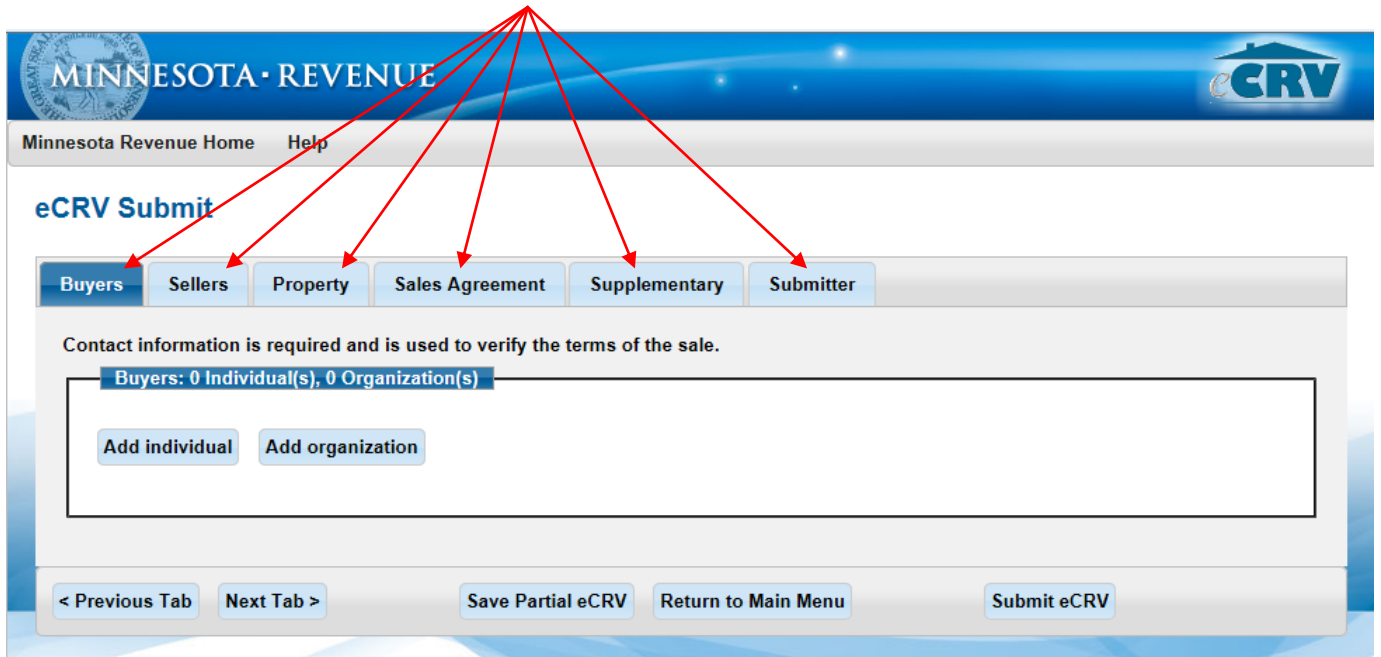 MINNESOTA • REVENUE
eCRV
Minnesota Revenue Home Help
eCRV Submit
Buyers Sellers Property Sales Agreement Supplementary Submitter
Contact information is required and is used to verify the terms of the sale.
Buyers: 0 Individual(s), 0 Organization(s)
Add individual Add organization
< Previous Tab Next Tab > Save Partial eCRV Return to Main Menu Submit eCRV